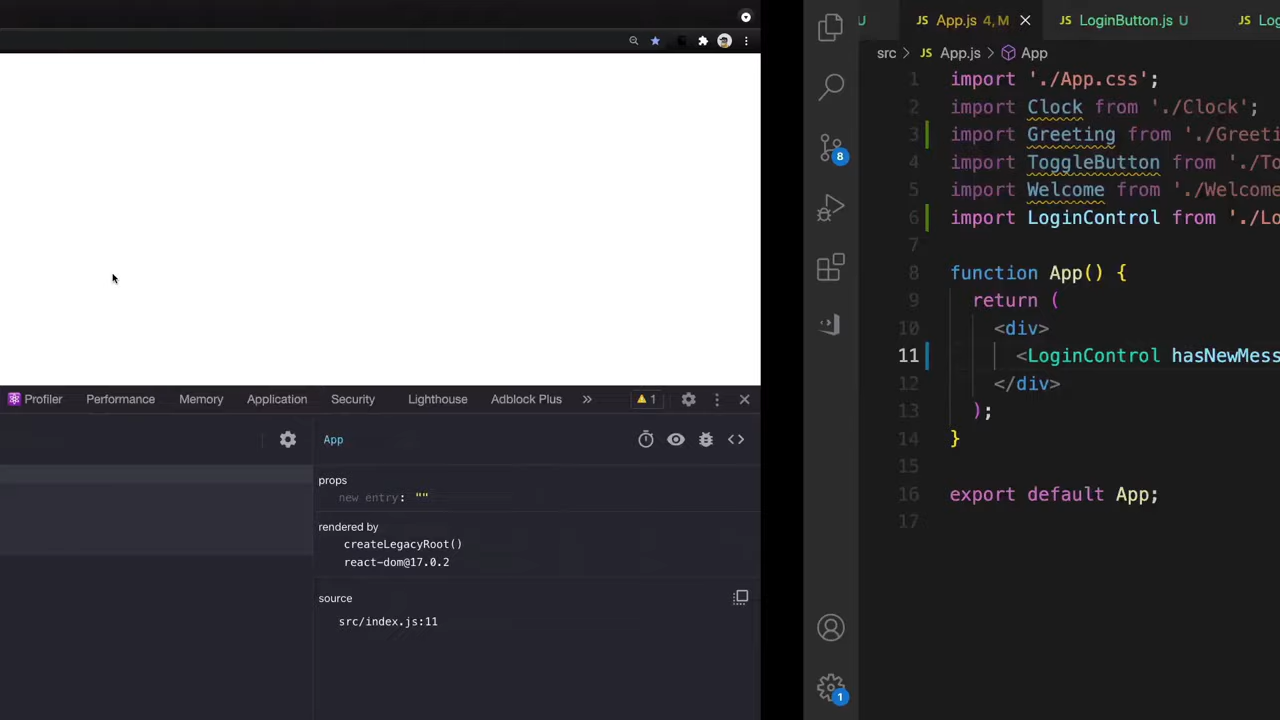 Profiler Performance Memory Application Security Lighthouse Adblock Plus » 1
App
props
new entry: ""
rendered by
createLegacyRoot()
react-dom@17.0.2
source
src/index.js:11
U JS App.js 4, M JS LoginButton.js U JS
src > JS App.js > App
8
1
1 import './App.css';
2 import Clock from './Clock';
3 import Greeting from
4 import ToggleButton from
5 import Welcome from './Welcome
6 import LoginControl from
7
8 function App() {
9 return (
10 <div>
11 <LoginControl
12 </div>
13 );
14 }
15
16 export default App;
17